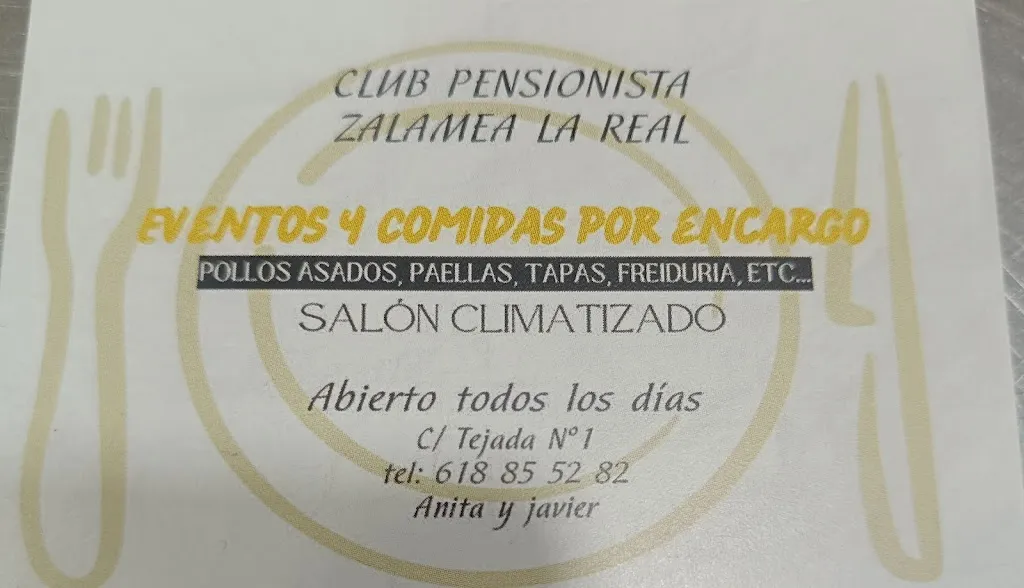 CLUB PENSIONISTA
ZALAMEA LA REAL
EVENTOS Y COMIDAS POR ENCARGO
POLLOS ASADOS, PAELLAS, TAPAS, FREIDURIA, ETC...
SALÓN CLIMATIZADO
Abierto todos los días
C/ Tejada Nº1
tel: 618 85 52 82
Anita y javier